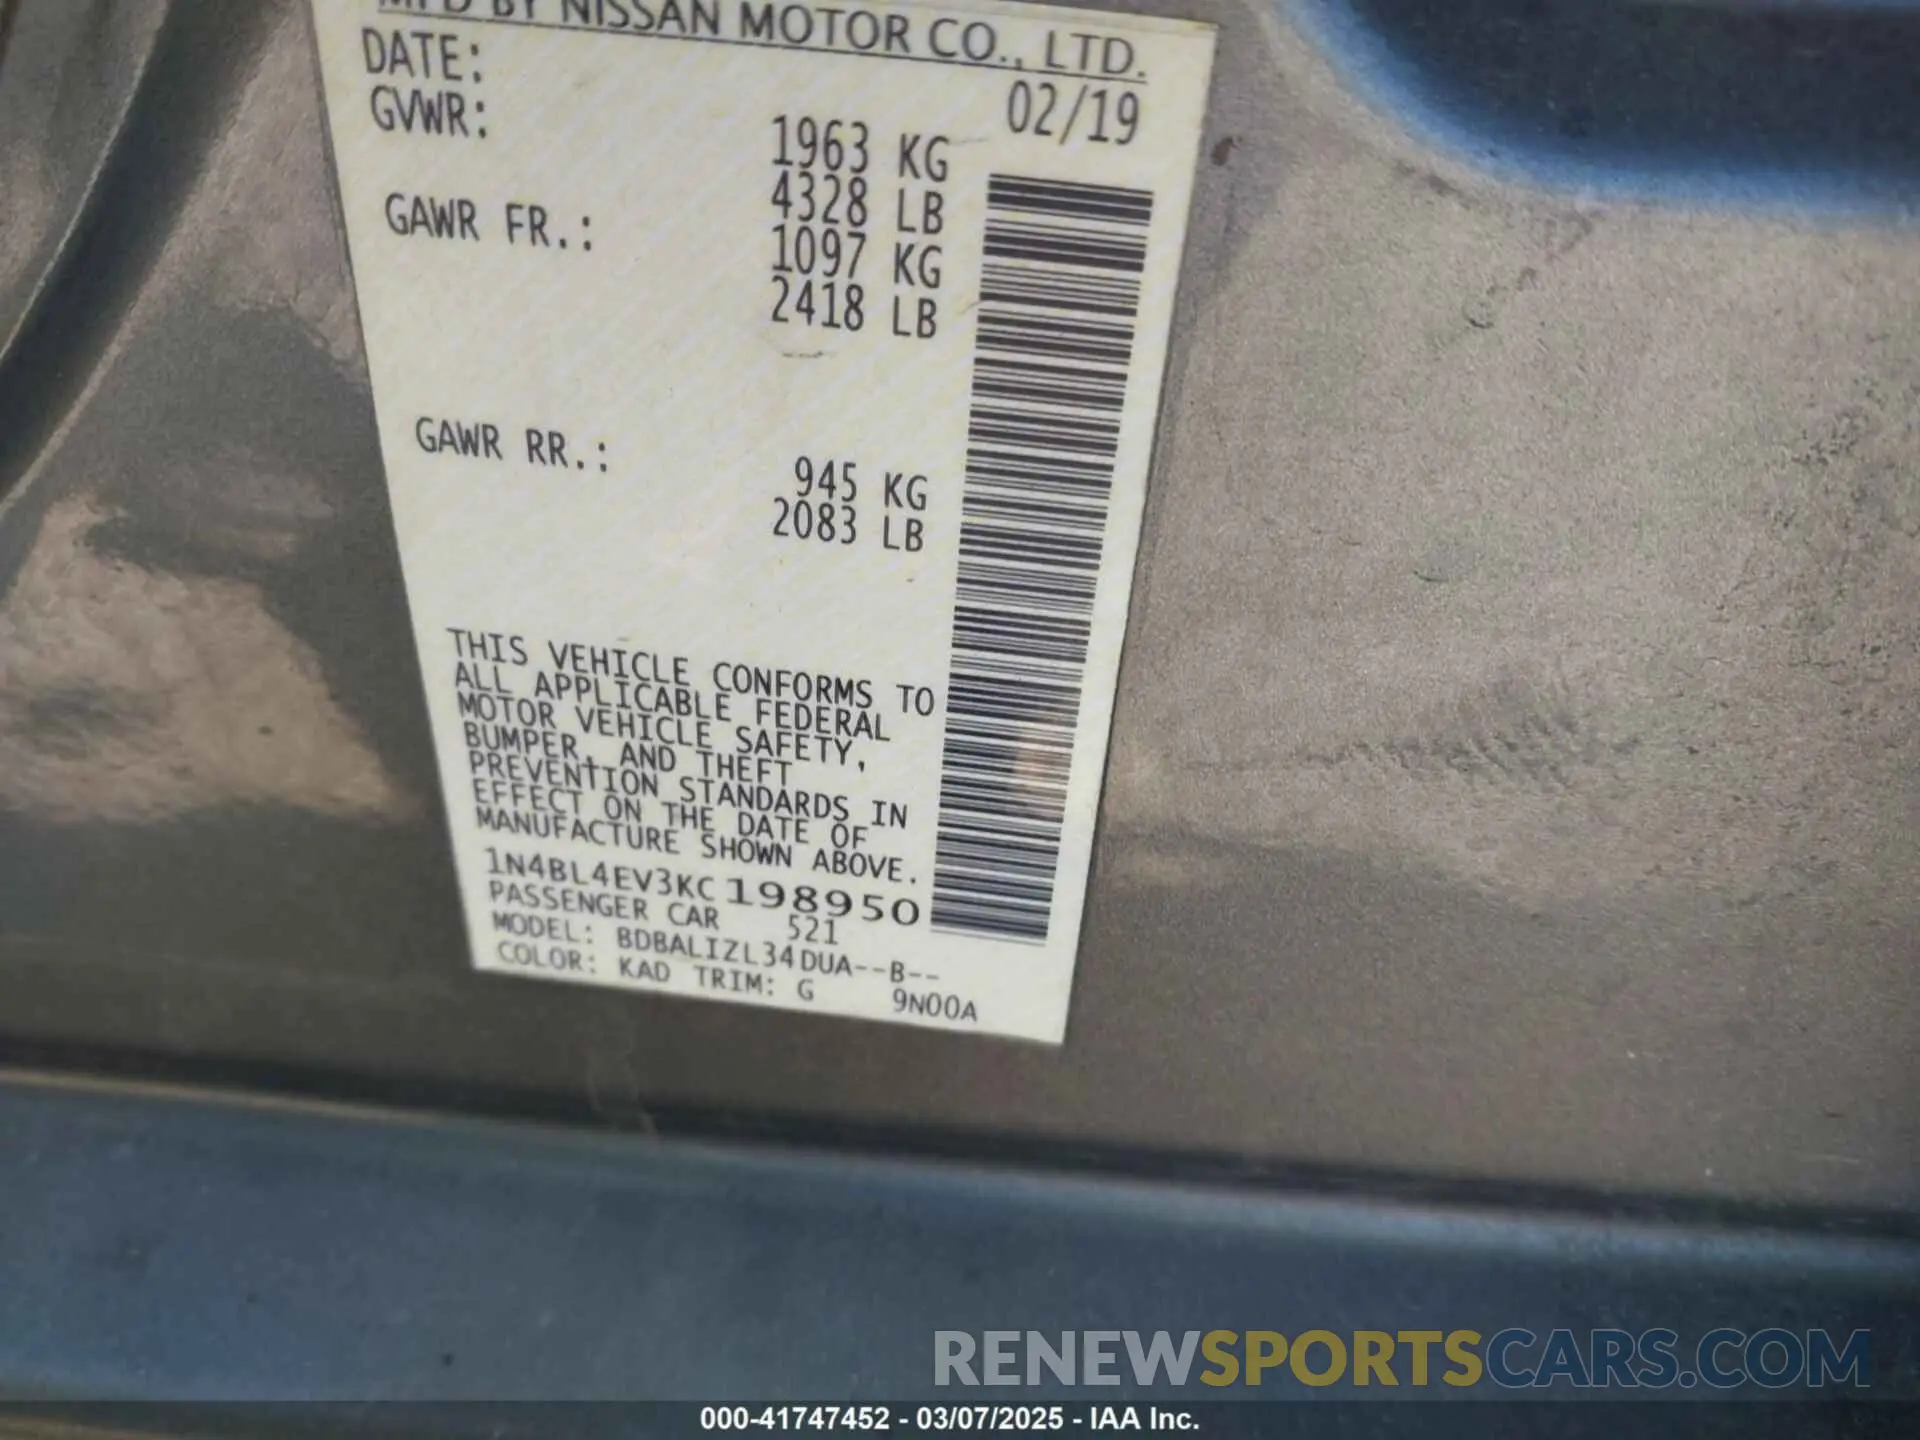 MFD BY NISSAN MOTOR CO., LTD.
DATE: 02/19
GVWR: 1963 KG
4328 LB
GAWR FR.: 1097 KG
2418 LB
GAWR RR.: 945 KG
2083 LB
THIS VEHICLE CONFORMS TO
ALL APPLICABLE FEDERAL
MOTOR VEHICLE SAFETY,
BUMPER, AND THEFT
PREVENTION STANDARDS IN
EFFECT ON THE DATE OF
MANUFACTURE SHOWN ABOVE.
1N4BL4EV3KC198950
PASSENGER CAR 521
MODEL: BDBALIZL34DUA--B--
COLOR: KAD TRIM: G 9N00A
RENEWSPORTSCARS.COM
000-41747452 - 03/07/2025 - IAA Inc.